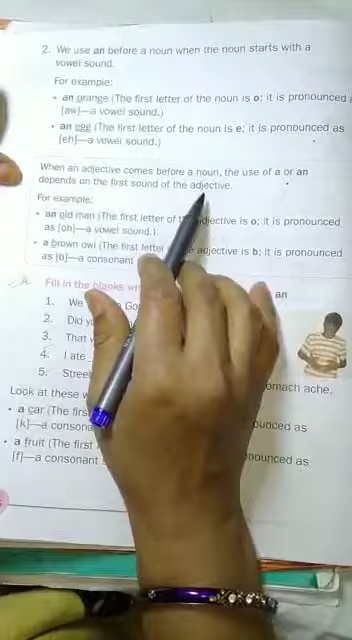 2. We use an before a noun when the noun starts with a
vowel sound.
For example:
• an orange (The first letter of the noun is o; it is pronounced
[aw]—a vowel sound.)
• an egg (The first letter of the noun is e; it is pronounced as
[eh]—a vowel sound.)
When an adjective comes before a noun, the use of a or an
depends on the first sound of the adjective.
For example:
• an old man (The first letter of adjective is o; it is pronounced
as [oh]—a vowel sound.)
• a brown owl (The first letter adjective is b; it is pronounced
as [b]—a consonant
A Fill in the blanks an
1. We
2. Did
3. That
4. I ate
5. Street omach ache.
Look at these
• a car (The firs ounced as
[k]—a consona
• a fruit (The first nounced as
[f]—a consonant